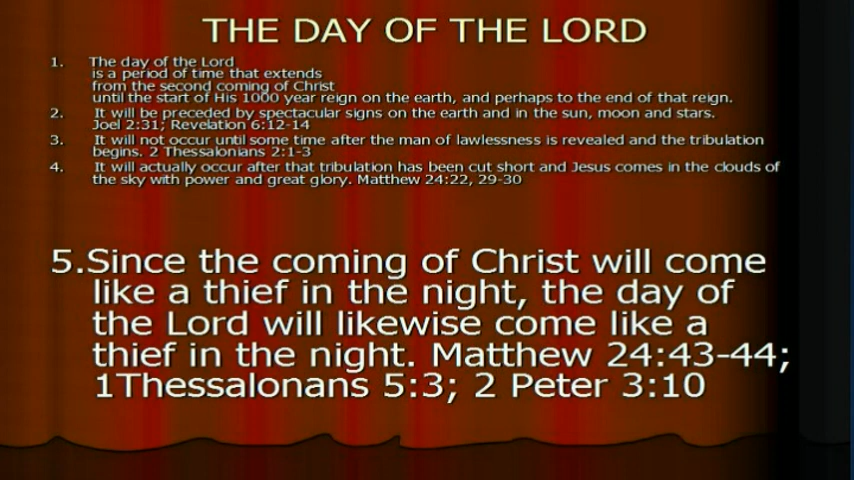 THE DAY OF THE LORD
1. The day of the Lord
is a period of time that extends
from the second coming of Christ
until the start of His 1000 year reign on the earth, and perhaps to the end of that reign.
2. It will be preceded by spectacular signs on the earth and in the sun, moon and stars.
Joel 2:31; Revelation 6:12-14
3. It will not occur until some time after the man of lawlessness is revealed and the tribulation
begins. 2 Thessalonians 2:1-3
4. It will actually occur after that tribulation has been cut short and Jesus comes in the clouds of
the sky with power and great glory. Matthew 24:22, 29-30
5.Since the coming of Christ will come
like a thief in the night, the day of
the Lord will likewise come like a
thief in the night. Matthew 24:43-44;
1Thessalonans 5:3; 2 Peter 3:10